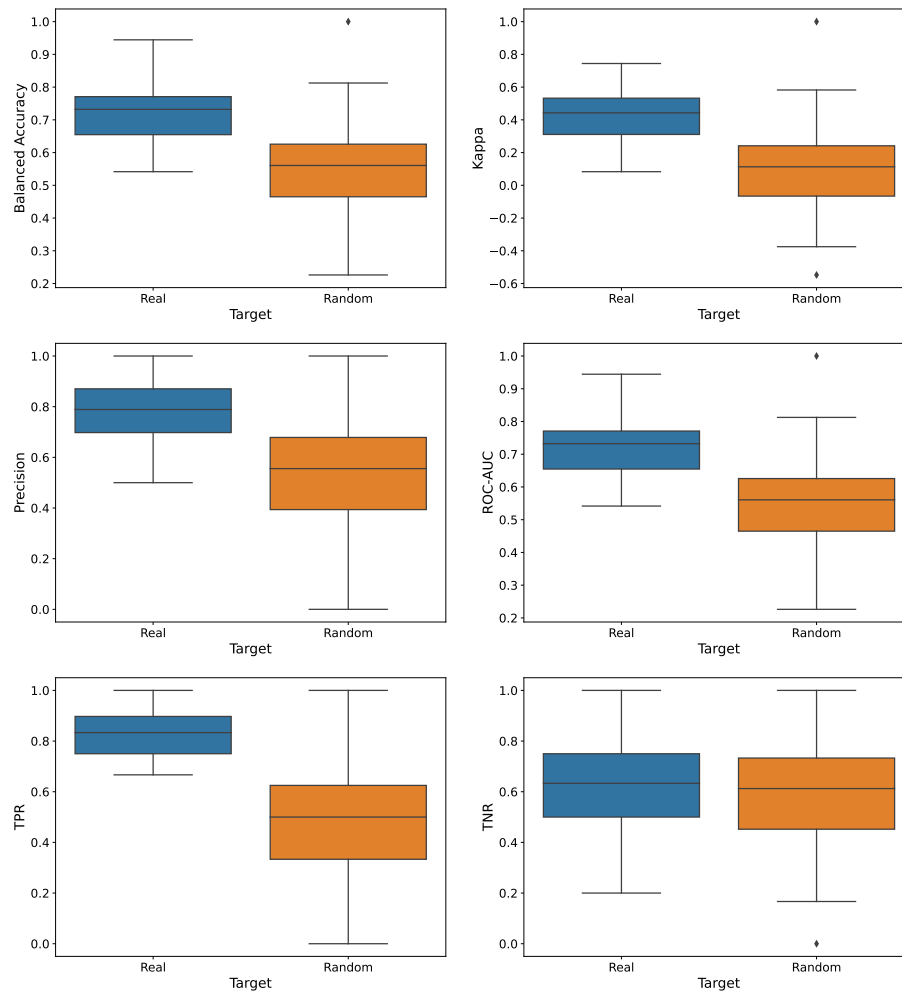 Balanced Accuracy
1.0
0.9
0.8
0.7
0.6
0.5
0.4
0.3
0.2
Real
Random
Target
Kappa
1.0
0.8
0.6
0.4
0.2
0.0
−0.2
−0.4
−0.6
Real
Random
Target
Precision
1.0
0.8
0.6
0.4
0.2
0.0
Real
Random
Target
ROC-AUC
1.0
0.9
0.8
0.7
0.6
0.5
0.4
0.3
0.2
Real
Random
Target
TPR
1.0
0.8
0.6
0.4
0.2
0.0
Real
Random
Target
TNR
1.0
0.8
0.6
0.4
0.2
0.0
Real
Random
Target